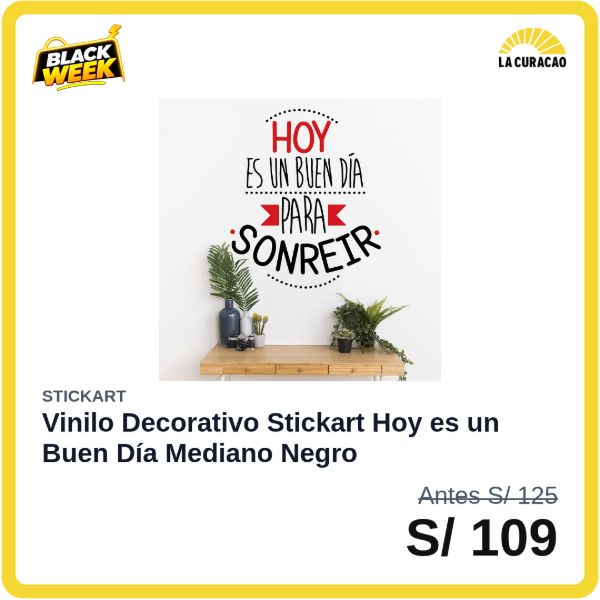 BLACK
WEEK
LA CURACAO
HOY
ES UN BUEN DÍA
PARA
SONREIR
STICKART
Vinilo Decorativo Stickart Hoy es un
Buen Día Mediano Negro
Antes S/ 125
S/ 109